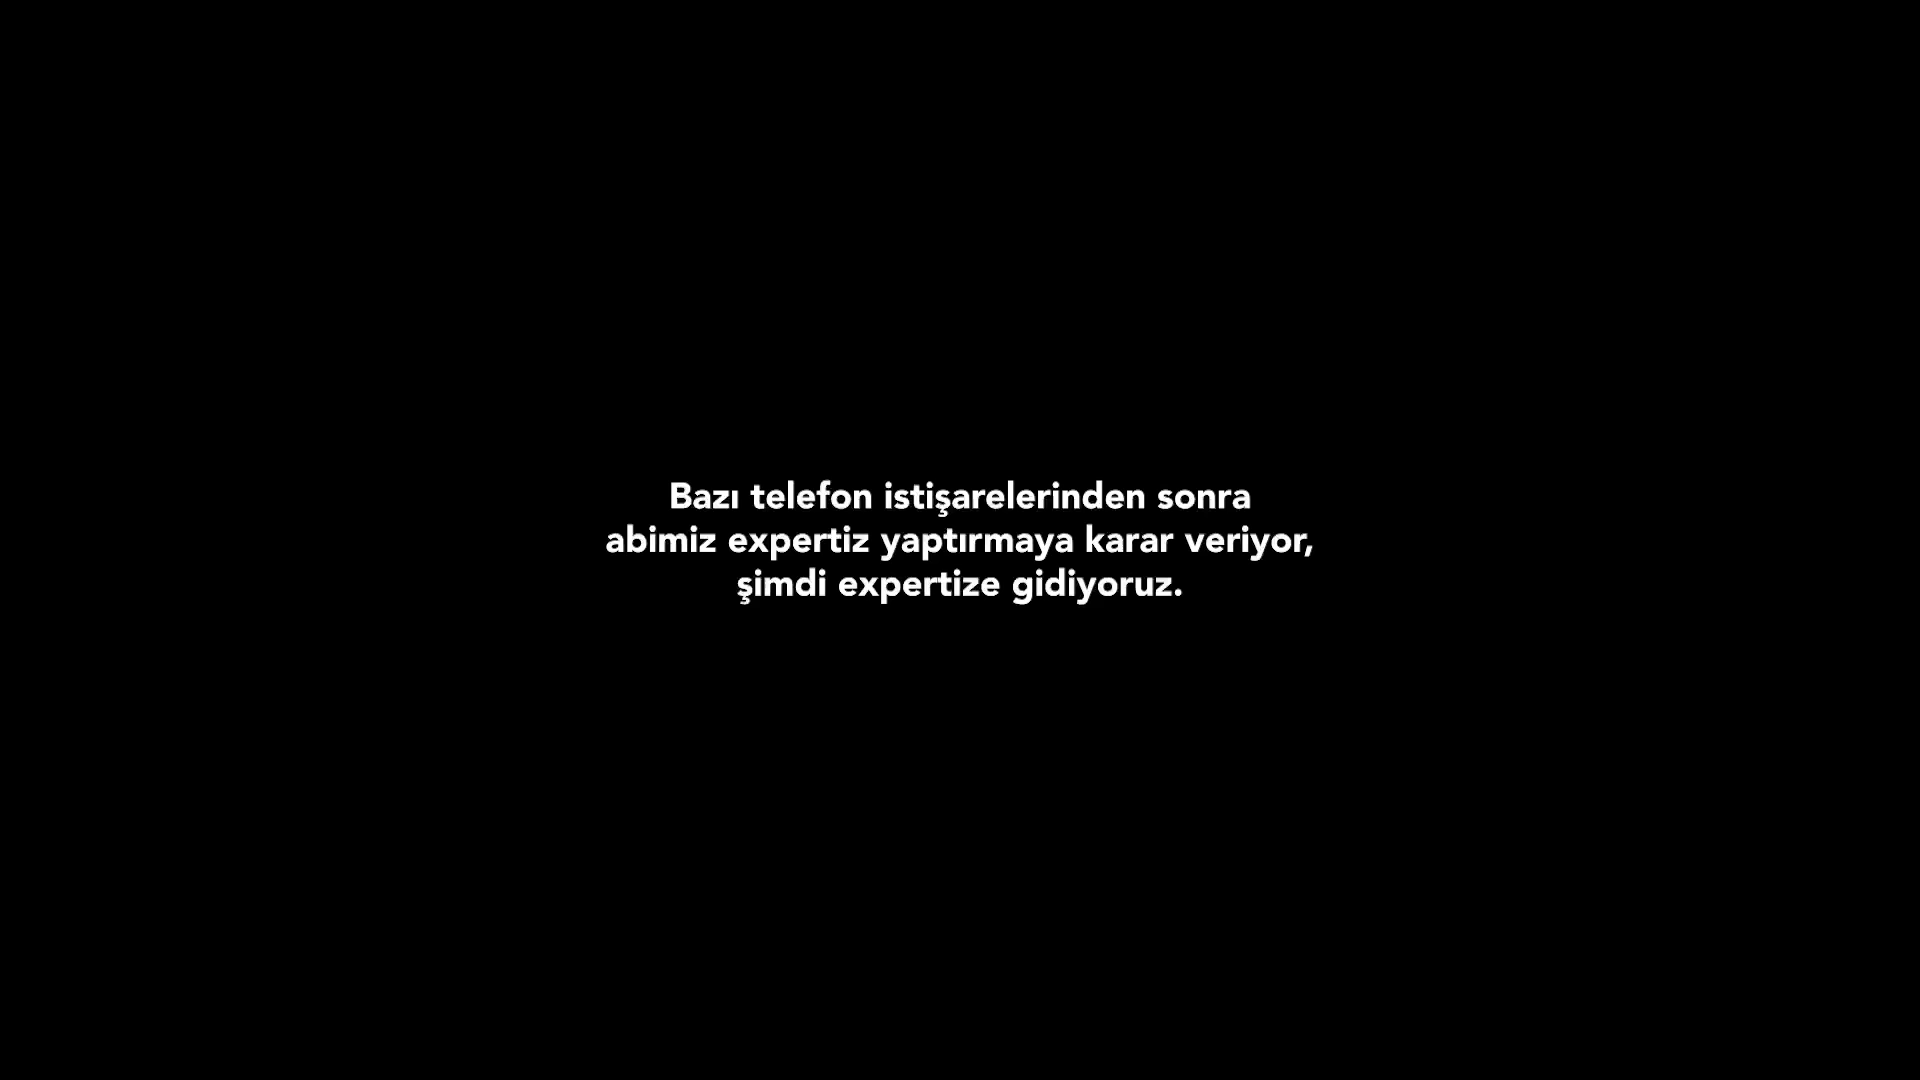 Bazı telefon istişarelerinden sonra
abimiz expertiz yaptırmaya karar veriyor,
şimdi expertize gidiyoruz.